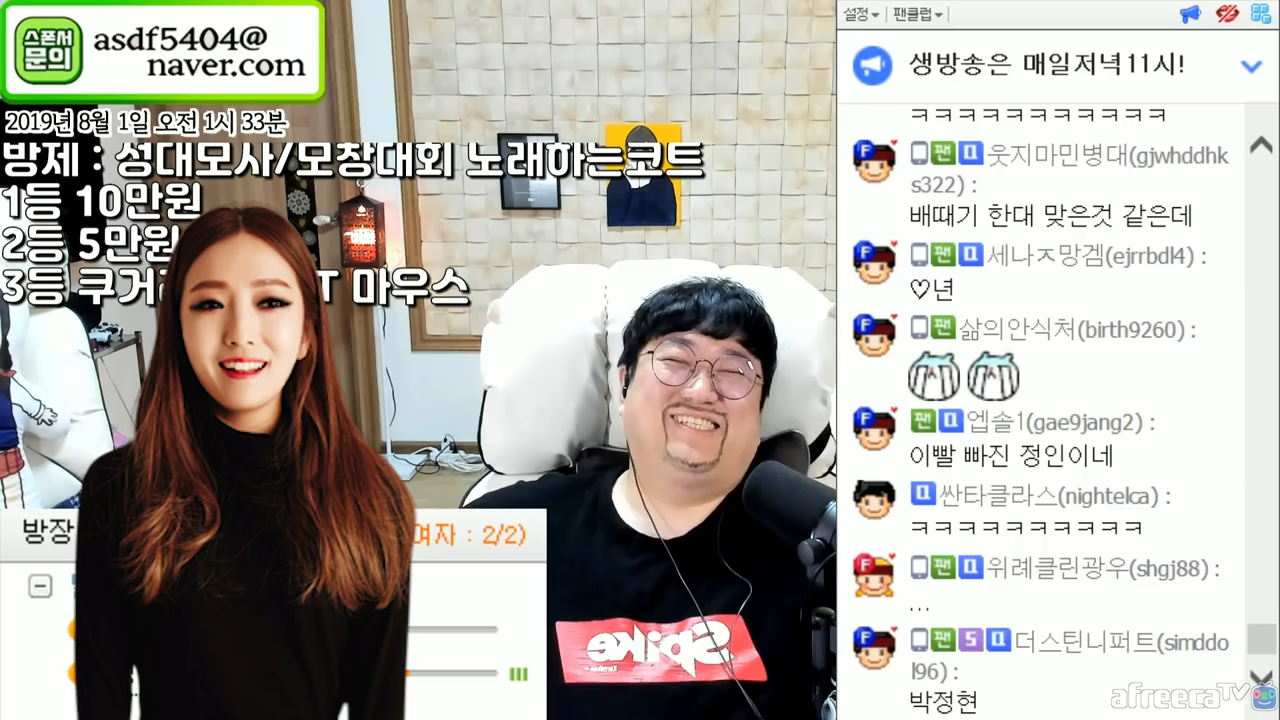 스폰서
문의
asdf5404@
naver.com
2019년 8월 1일 오전 1시 33분
방제 : 성대모사/모창대회 노래하는코트
1등 10만원
2등 5만원
3등 쿠거
T 마우스
방장
여자 : 2/2)
Spike
설정
팬클럽
생방송은 매일저녁11시!
ㅋㅋㅋㅋㅋㅋㅋㅋㅋㅋㅋ
팬 Q 웃지마민병대(gjwhddhk
s322) :
배때기 한대 맞은것 같은데
팬 Q 세나ㅈ망겜(ejrrbdl4) :
♡년
팬 삶의안식처(birth9260) :
팬 Q 엡솔1(gae9jang2) :
이빨 빠진 정인이네
Q 싼타클라스(nightelca) :
ㅋㅋㅋㅋㅋㅋㅋㅋㅋㅋ
팬 Q 위례클린광우(shgj88) :
...
팬 S Q 더스틴니퍼트(simddo
l96) :
박정현
afreecaTV